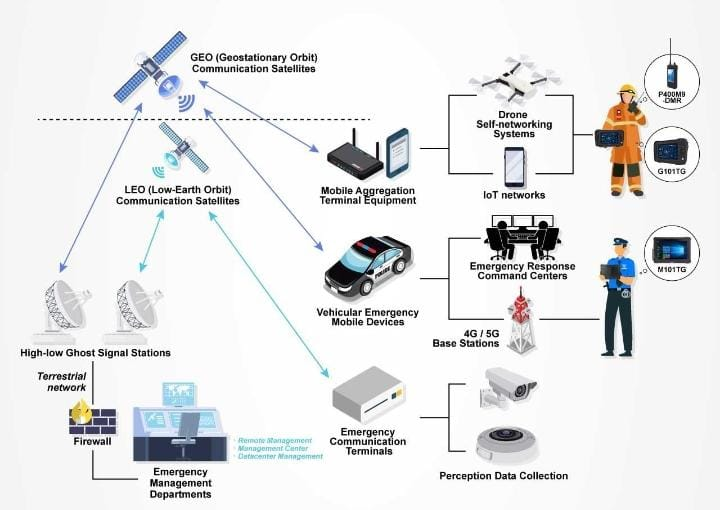 GEO (Geostationary Orbit)
Communication Satellites
LEO (Low-Earth Orbit)
Communication Satellites
High-low Ghost Signal Stations
Terrestrial
network
Firewall
Emergency
Management
Departments
· Remote Management
· Management Center
· Datacenter Management
Mobile Aggregation
Terminal Equipment
Vehicular Emergency
Mobile Devices
POLICE
Emergency
Communication
Terminals
Drone
Self-networking
Systems
IoT networks
Emergency Response
Command Centers
4G / 5G
Base Stations
Perception Data Collection
P400M9
-DMR
G101TG
M101TG